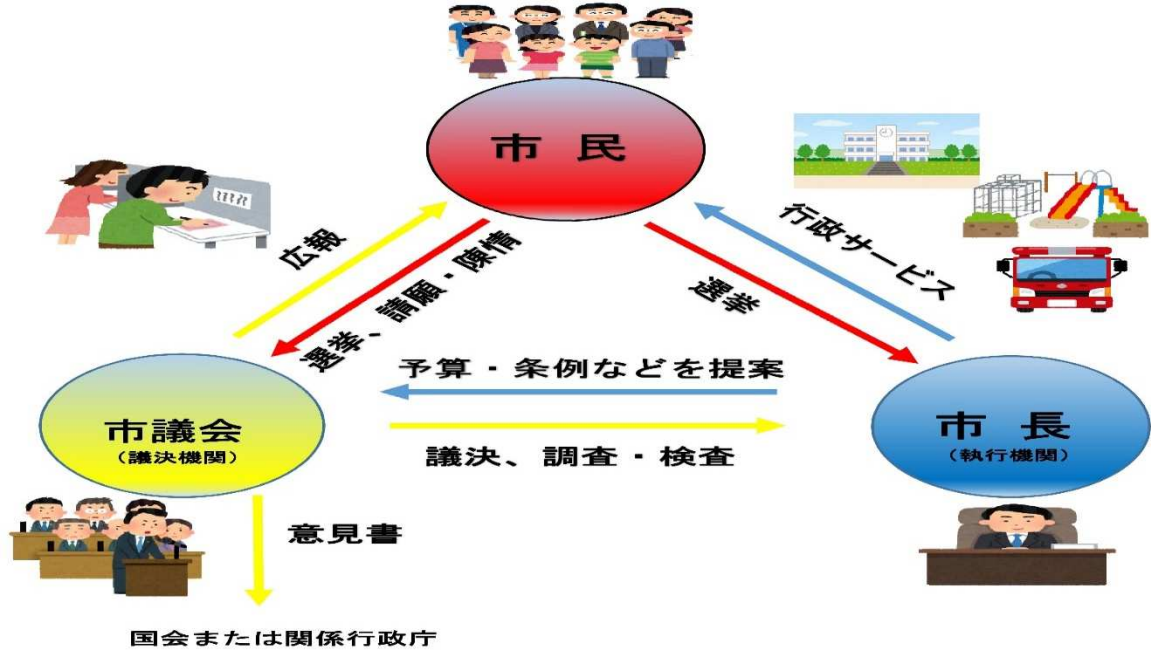 市 民
広報
選挙、請願・陳情
選挙
行政サービス
予算・条例などを提案
議決、調査・検査
市議会
（議決機関）
市 長
（執行機関）
意見書
国会または関係行政庁